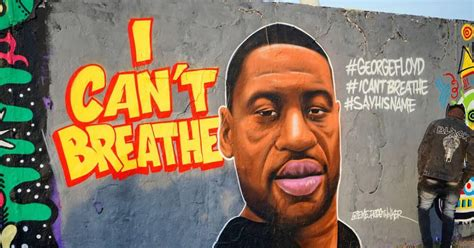 I
CAN'T
BREATHE
#GEORGEFLOYD
#ICANTBREATHE
#SAYHISNAME